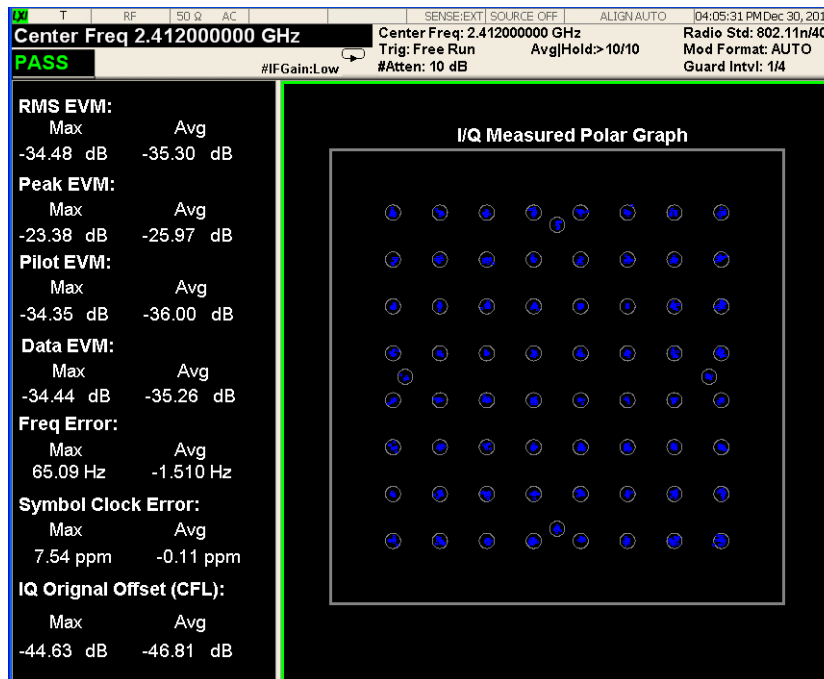 LXI T RF 50 Ω AC SENSE:EXT SOURCE OFF ALIGN AUTO 04:05:31 PM Dec 30, 201
Center Freq 2.412000000 GHz
Center Freq: 2.412000000 GHz
Radio Std: 802.11n/40
Trig: Free Run Avg|Hold:> 10/10
Mod Format: AUTO
PASS
#IFGain:Low
#Atten: 10 dB
Guard Intvl: 1/4
RMS EVM:
Max Avg
-34.48 dB -35.30 dB
Peak EVM:
Max Avg
-23.38 dB -25.97 dB
Pilot EVM:
Max Avg
-34.35 dB -36.00 dB
Data EVM:
Max Avg
-34.44 dB -35.26 dB
Freq Error:
Max Avg
65.09 Hz -1.510 Hz
Symbol Clock Error:
Max Avg
7.54 ppm -0.11 ppm
IQ Orignal Offset (CFL):
Max Avg
-44.63 dB -46.81 dB
I/Q Measured Polar Graph